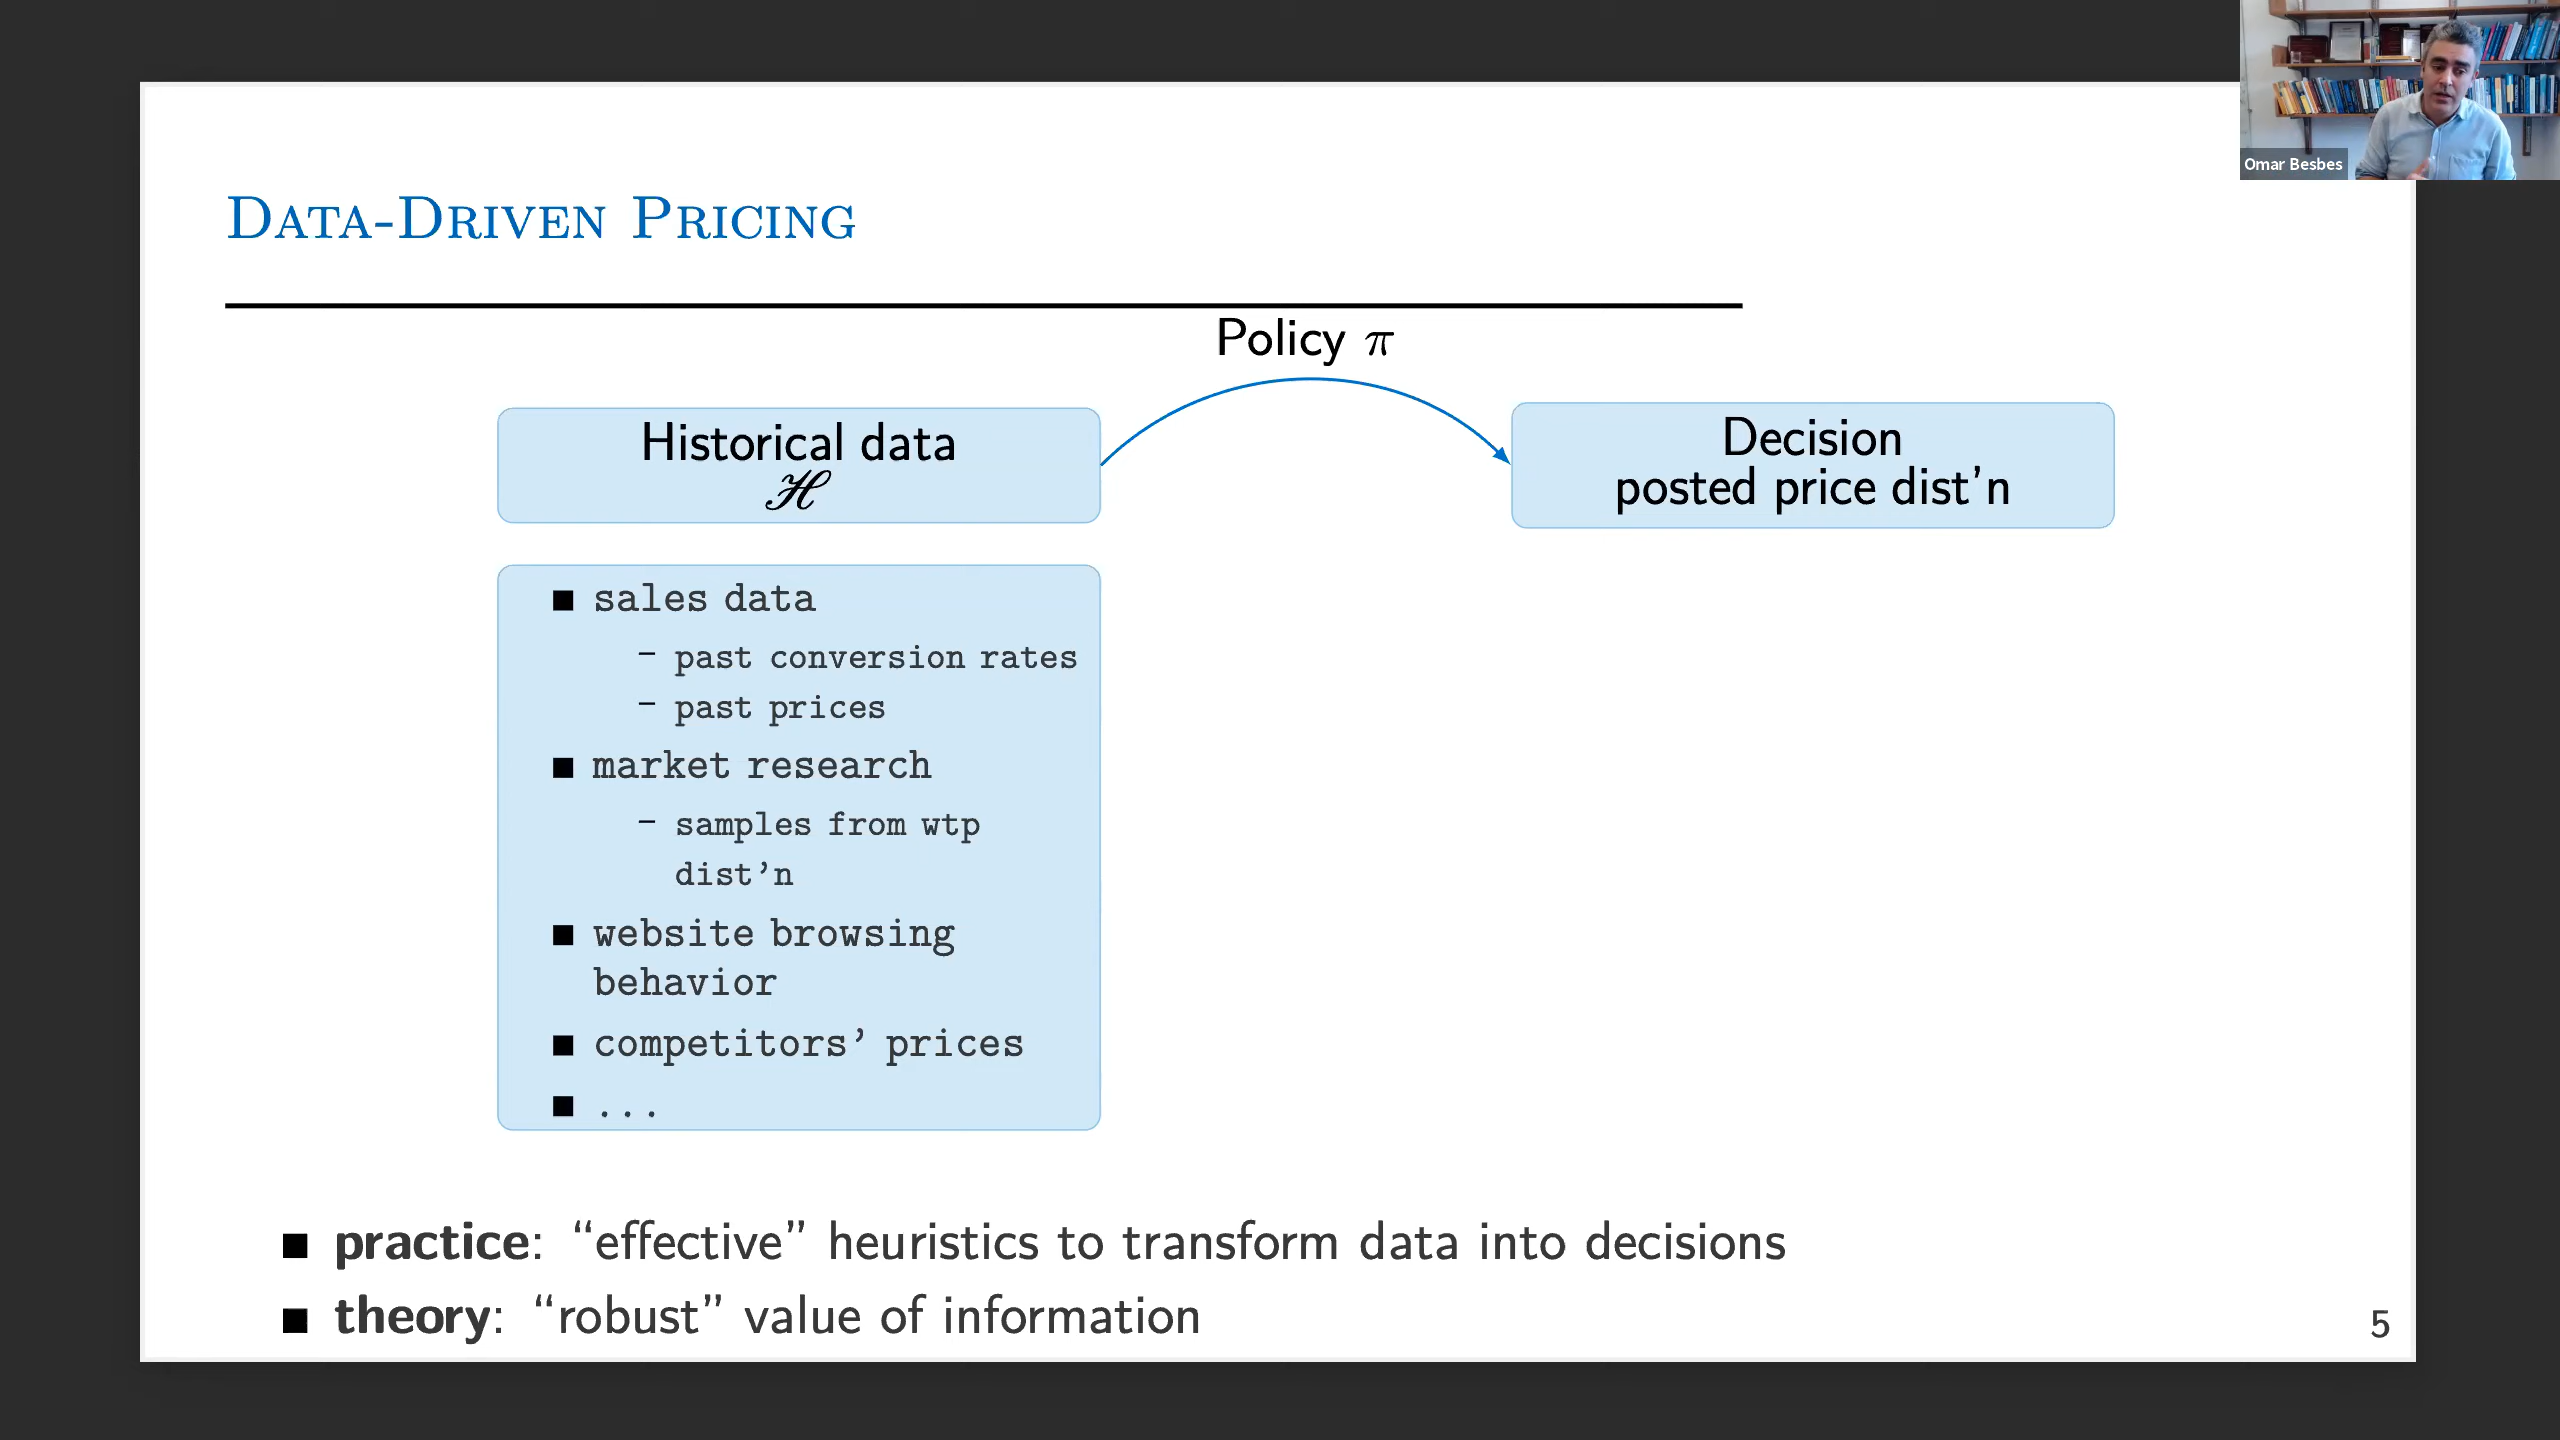 Omar Besbes
Data-Driven Pricing
Policy π
Historical data
ℋ
Decision
posted price dist'n
■ sales data
– past conversion rates
– past prices
■ market research
– samples from wtp
dist'n
■ website browsing
behavior
■ competitors' prices
■ ...
■ practice: “effective” heuristics to transform data into decisions
■ theory: “robust” value of information
5